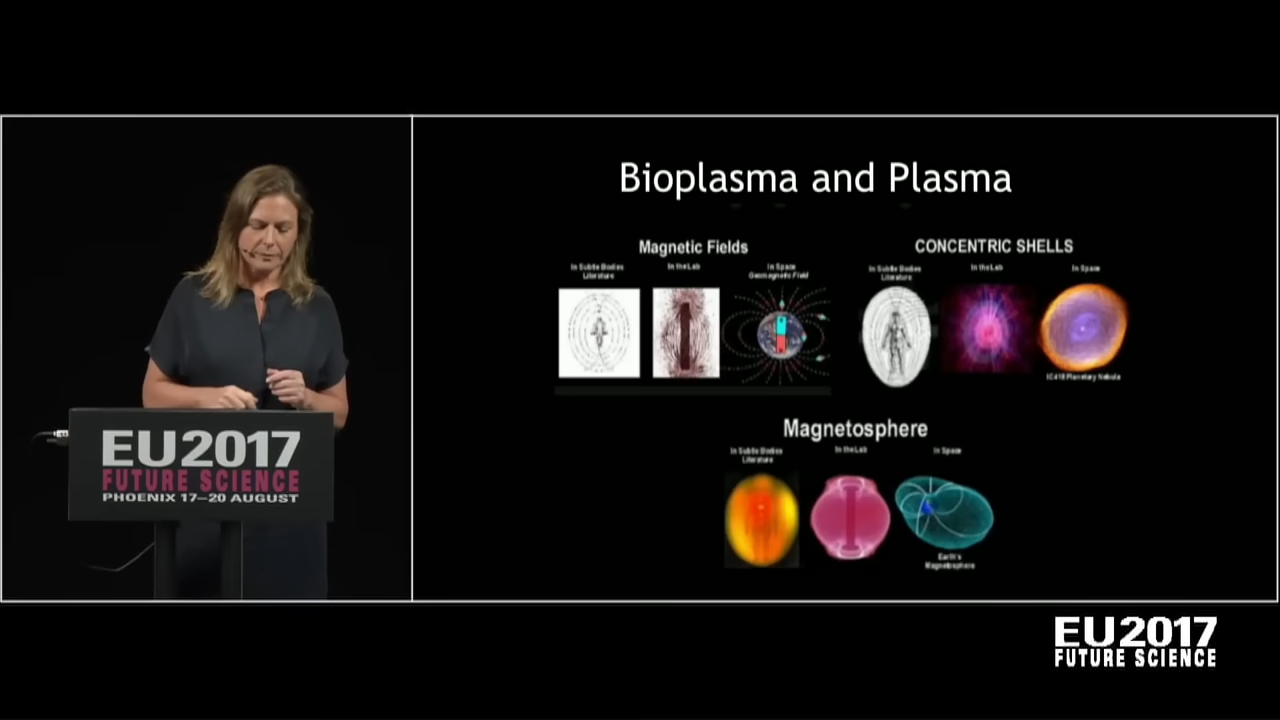 Bioplasma and Plasma
Magnetic Fields
In Subtle Bodies
Literature
In the Lab
In Space
Geomagnetic Field
CONCENTRIC SHELLS
In Subtle Bodies
Literature
In the Lab
In Space
IC418 Planetary Nebula
Magnetosphere
In Subtle Bodies
Literature
In the Lab
In Space
Earth's
Magnetosphere
EU2017
FUTURE SCIENCE
PHOENIX 17–20 AUGUST
EU2017
FUTURE SCIENCE